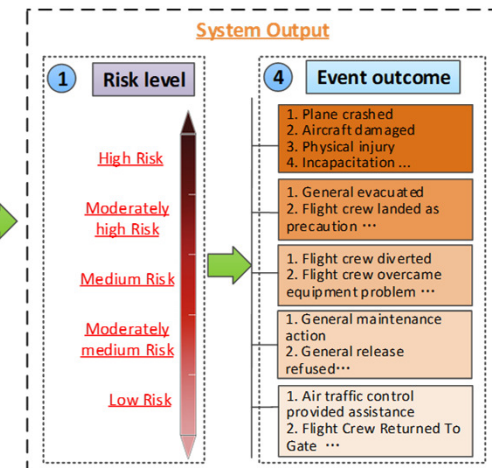 System Output
1 Risk level
High Risk
Moderately
high Risk
Medium Risk
Moderately
medium Risk
Low Risk
4 Event outcome
1. Plane crashed
2. Aircraft damaged
3. Physical injury
4. Incapacitation ...
1. General evacuated
2. Flight crew landed as
precaution ···
1. Flight crew diverted
2. Flight crew overcame
equipment problem ···
1. General maintenance
action
2. General release
refused···
1. Air traffic control
provided assistance
2. Flight Crew Returned To
Gate ···